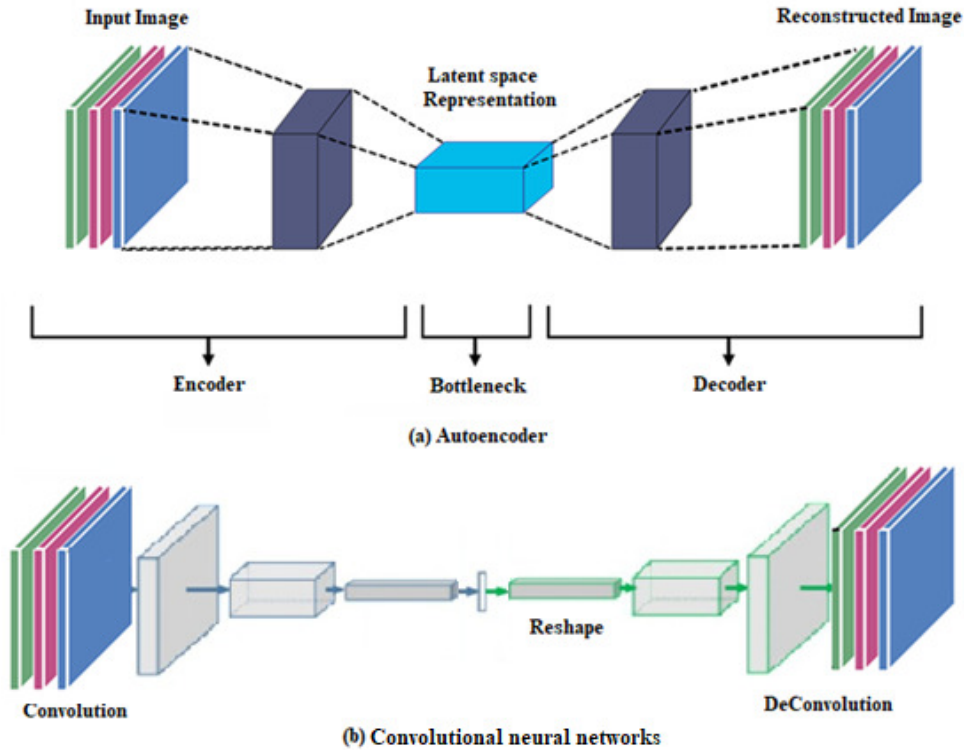 Input Image
Reconstructed Image
Latent space
Representation
Encoder
Bottleneck
Decoder
(a) Autoencoder
Reshape
Convolution
DeConvolution
(b) Convolutional neural networks